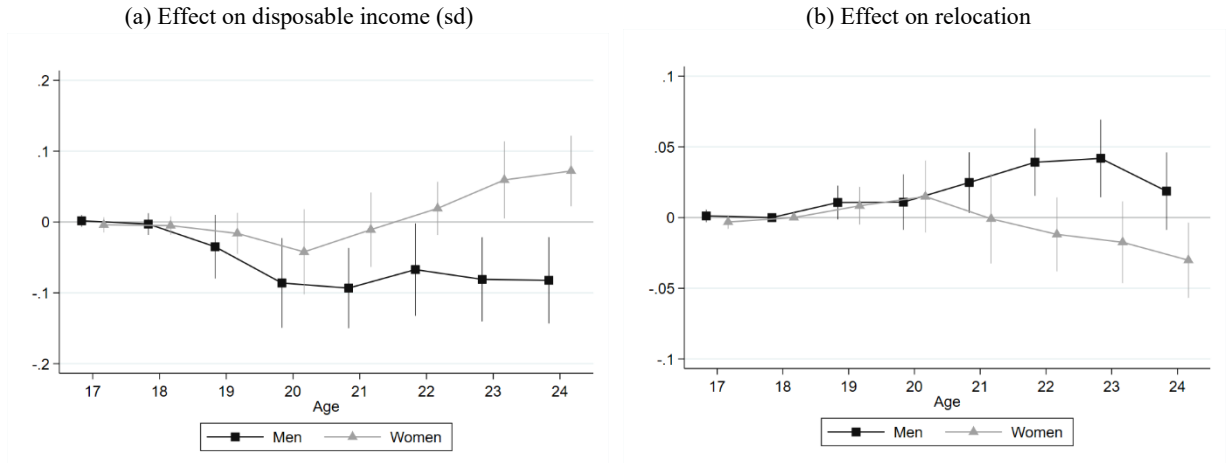 (a) Effect on disposable income (sd)
.2
.1
0
-.1
-.2
17 18 19 20 21 22 23 24
Age
Men Women
(b) Effect on relocation
.1
.05
0
-.05
-.1
17 18 19 20 21 22 23 24
Age
Men Women